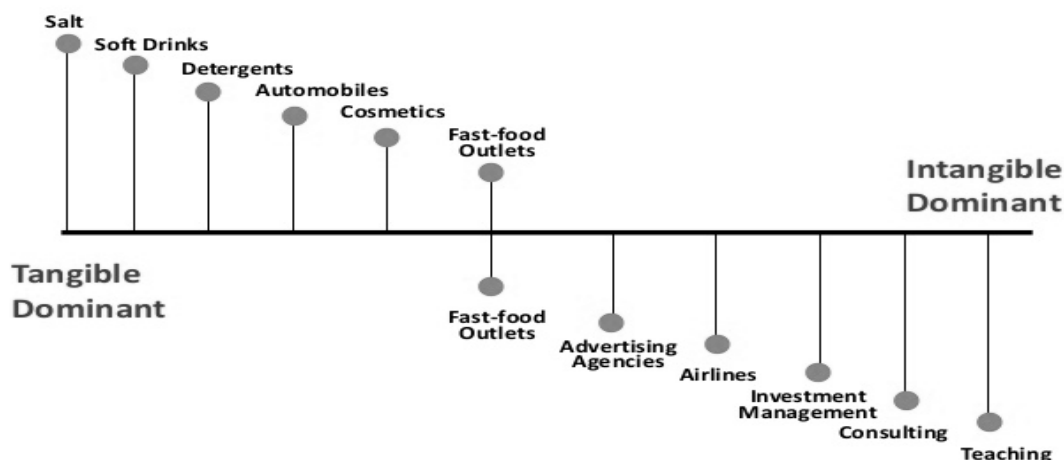 Salt
Soft Drinks
Detergents
Automobiles
Cosmetics
Fast-food
Outlets
Intangible
Dominant
Tangible
Dominant
Fast-food
Outlets
Advertising
Agencies
Airlines
Investment
Management
Consulting
Teaching